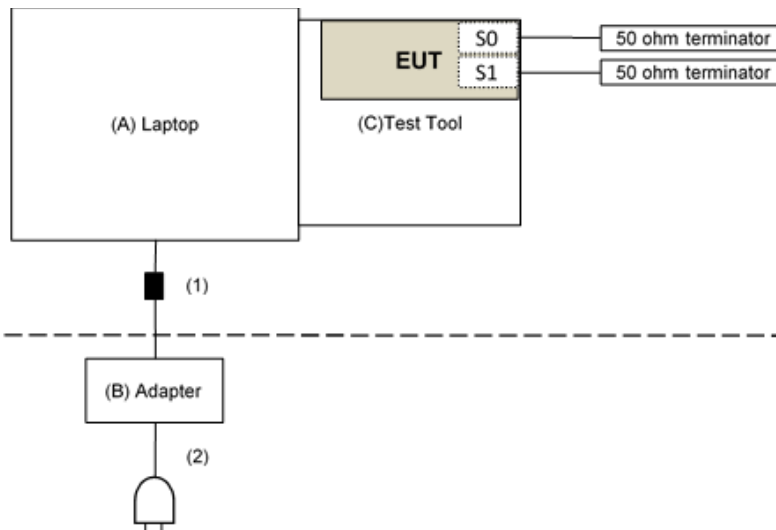 S0
50 ohm terminator
EUT
S1
50 ohm terminator
(A) Laptop
(C)Test Tool
(1)
(B) Adapter
(2)